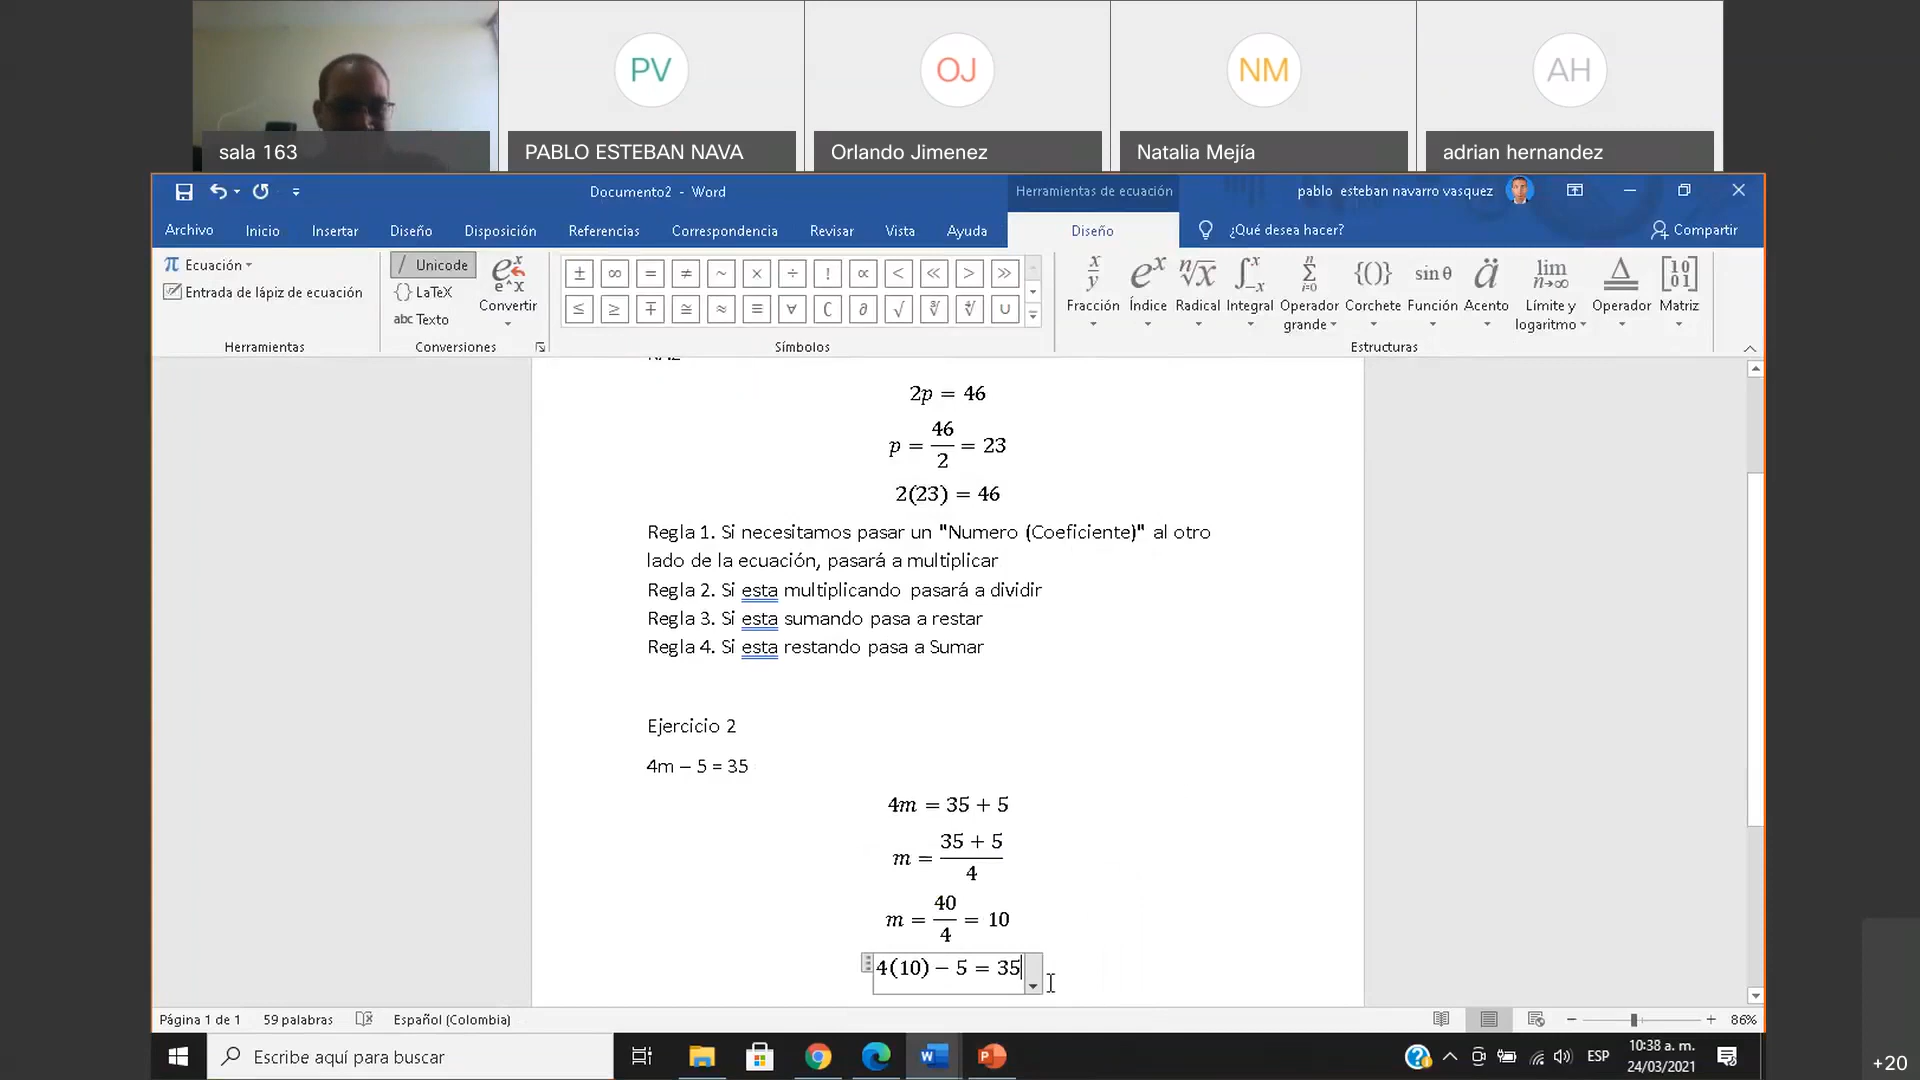 PV
OJ
NM
AH
sala 163
PABLO ESTEBAN NAVA
Orlando Jimenez
Natalia Mejía
adrian hernandez
Documento2 - Word
Herramientas de ecuación
pablo esteban navarro vasquez
Archivo
Inicio
Insertar
Diseño
Disposición
Referencias
Correspondencia
Revisar
Vista
Ayuda
Diseño
¿Qué desea hacer?
Compartir
π Ecuación
Entrada de lápiz de ecuación
Herramientas
/ Unicode
{} LaTeX
abc Texto
Convertir
Conversiones
± ∞ = ≠ ~ × ÷ ! ∝ < ≪ > ≫
≤ ≥ ∓ ≅ ≈ ≡ ∀ ∁ ∂ √ ∛ ∜ ∪
Símbolos
Fracción
Índice
Radical
Integral
Operador grande
Corchete
Función
Acento
Límite y logaritmo
Operador
Matriz
Estructuras
2p = 46
p = 46/2 = 23
2(23) = 46
Regla 1. Si necesitamos pasar un "Numero (Coeficiente)" al otro
lado de la ecuación, pasará a multiplicar
Regla 2. Si esta multiplicando pasará a dividir
Regla 3. Si esta sumando pasa a restar
Regla 4. Si esta restando pasa a Sumar
Ejercicio 2
4m – 5 = 35
4m = 35 + 5
m = (35 + 5)/4
m = 40/4 = 10
4(10) − 5 = 35
Página 1 de 1
59 palabras
Español (Colombia)
86%
Escribe aquí para buscar
ESP
10:38 a. m.
24/03/2021
+20